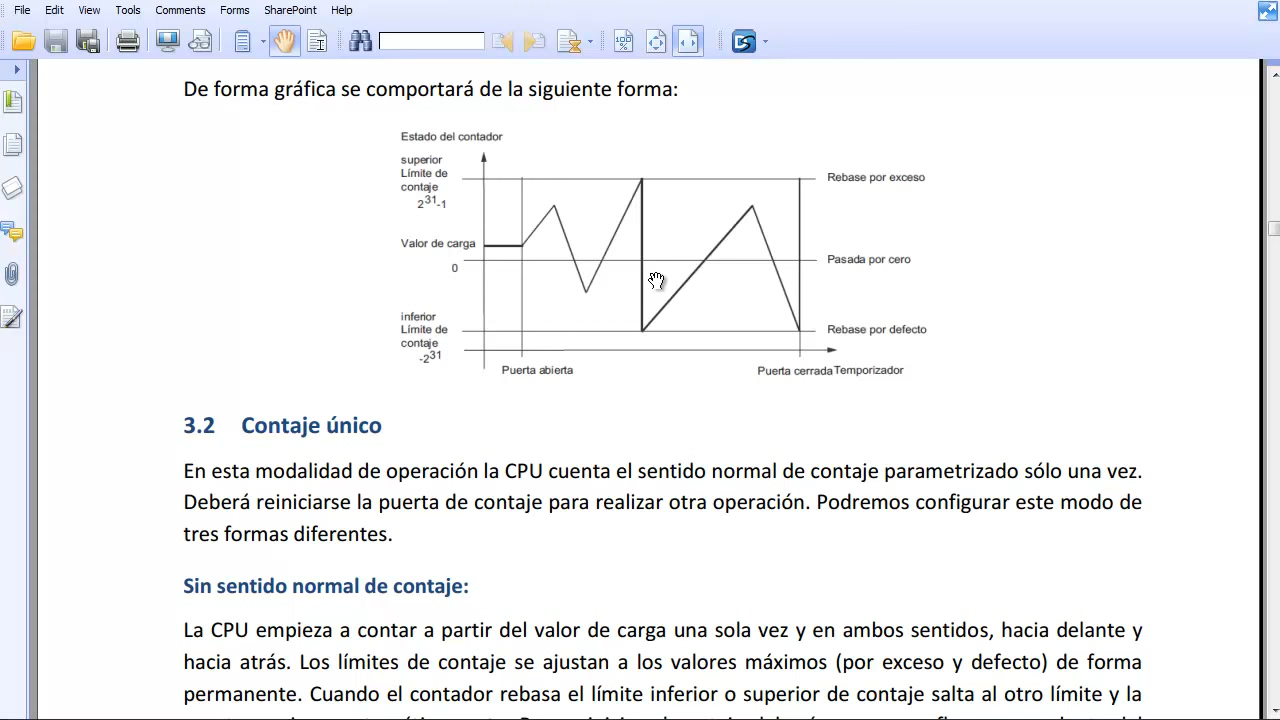 File Edit View Tools Comments Forms SharePoint Help
De forma gráfica se comportará de la siguiente forma:
Estado del contador
superior
Límite de
contaje
2^31-1
Rebase por exceso
Valor de carga
0
Pasada por cero
inferior
Límite de
contaje
-2^31
Rebase por defecto
Puerta abierta
Puerta cerrada Temporizador
3.2 Contaje único
En esta modalidad de operación la CPU cuenta el sentido normal de contaje parametrizado sólo una vez.
Deberá reiniciarse la puerta de contaje para realizar otra operación. Podremos configurar este modo de
tres formas diferentes.
Sin sentido normal de contaje:
La CPU empieza a contar a partir del valor de carga una sola vez y en ambos sentidos, hacia delante y
hacia atrás. Los límites de contaje se ajustan a los valores máximos (por exceso y defecto) de forma
permanente. Cuando el contador rebasa el límite inferior o superior de contaje salta al otro límite y la